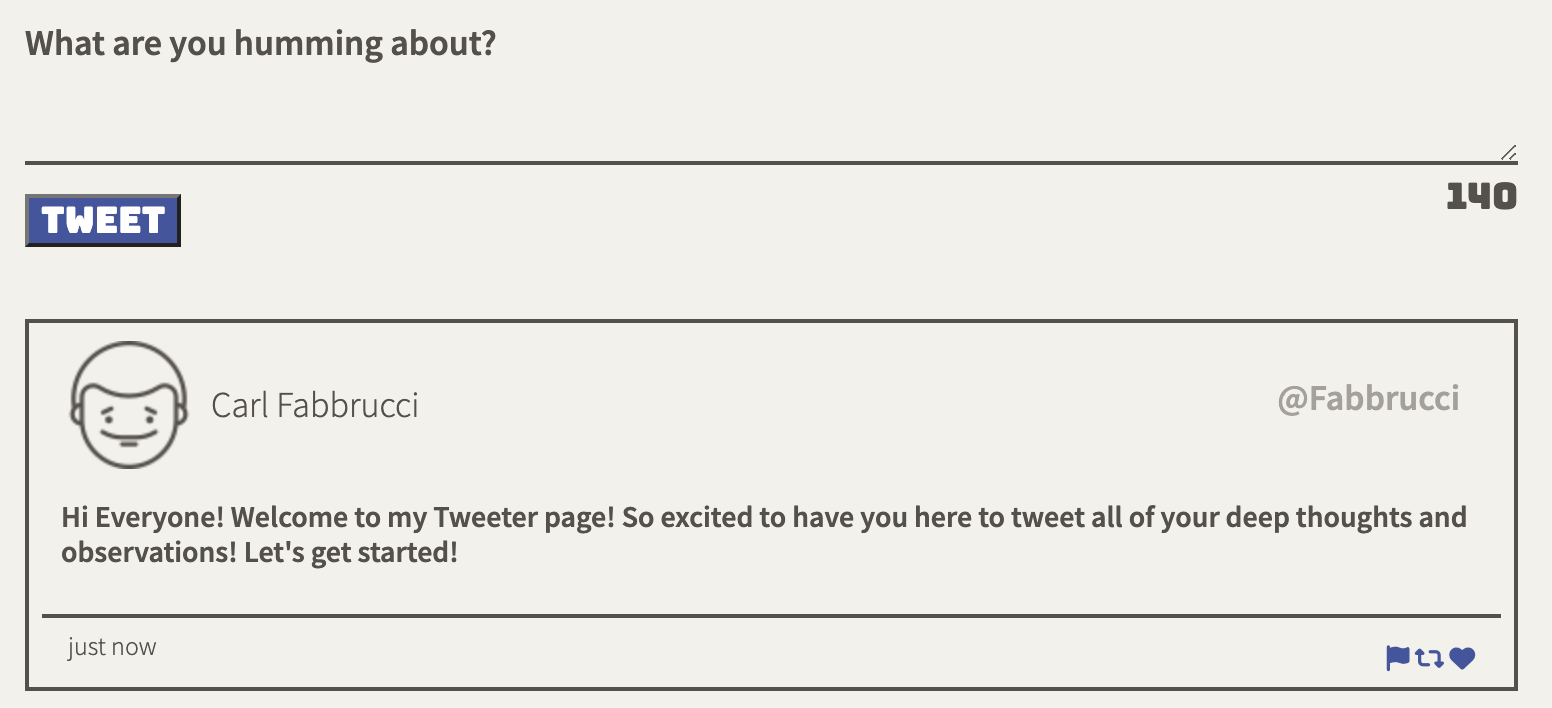 What are you humming about?
TWEET
140
Carl Fabbrucci
@Fabbrucci
Hi Everyone! Welcome to my Tweeter page! So excited to have you here to tweet all of your deep thoughts and
observations! Let's get started!
just now